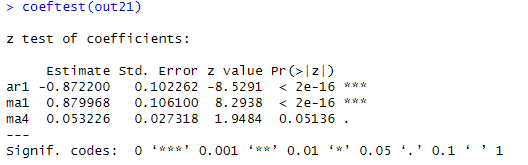 > coeftest(out21)
z test of coefficients:
Estimate Std. Error z value Pr(>|z|)
ar1 -0.872200 0.102262 -8.5291 < 2e-16 ***
ma1 0.879968 0.106100 8.2938 < 2e-16 ***
ma4 0.053226 0.027318 1.9484 0.05136 .
---
Signif. codes: 0 ‘***’ 0.001 ‘**’ 0.01 ‘*’ 0.05 ‘.’ 0.1 ‘ ’ 1